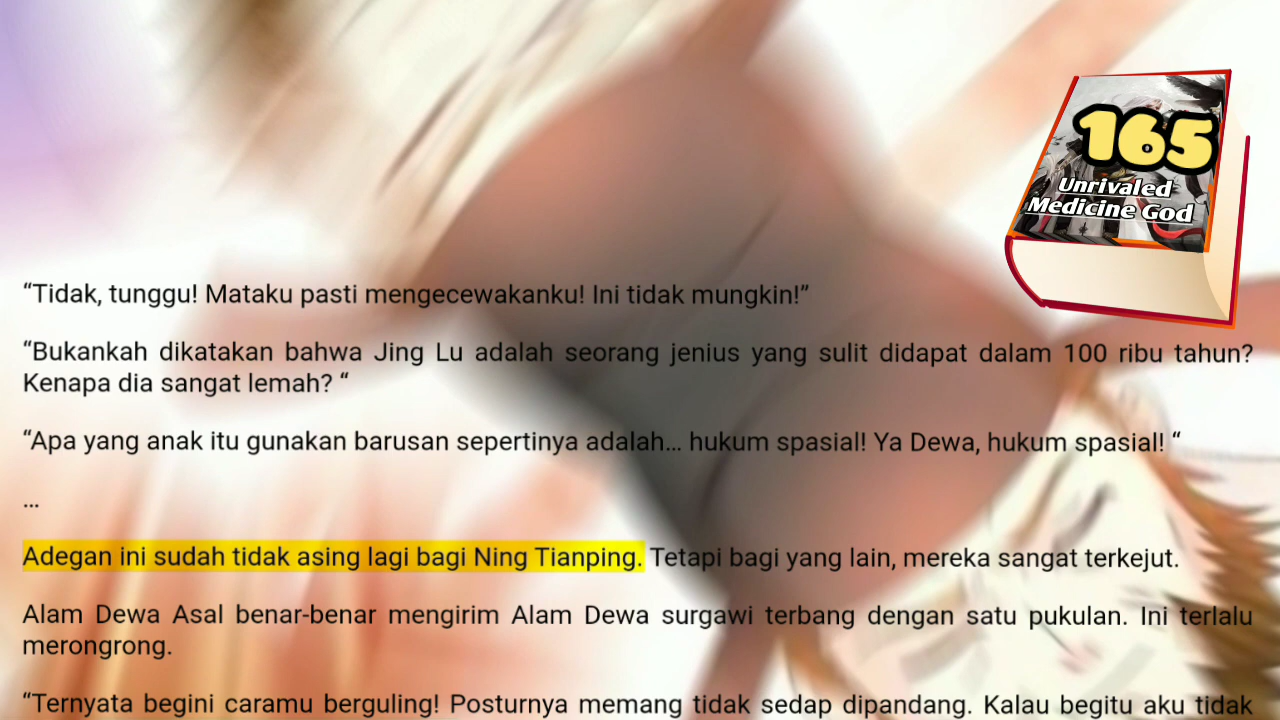 165
Unrivaled
Medicine God
“Tidak, tunggu! Mataku pasti mengecewakanku! Ini tidak mungkin!”
“Bukankah dikatakan bahwa Jing Lu adalah seorang jenius yang sulit didapat dalam 100 ribu tahun?
Kenapa dia sangat lemah? “
“Apa yang anak itu gunakan barusan sepertinya adalah… hukum spasial! Ya Dewa, hukum spasial! “
…
Adegan ini sudah tidak asing lagi bagi Ning Tianping. Tetapi bagi yang lain, mereka sangat terkejut.
Alam Dewa Asal benar-benar mengirim Alam Dewa surgawi terbang dengan satu pukulan. Ini terlalu
merongrong.
“Ternyata begini caramu berguling! Posturnya memang tidak sedap dipandang. Kalau begitu aku tidak